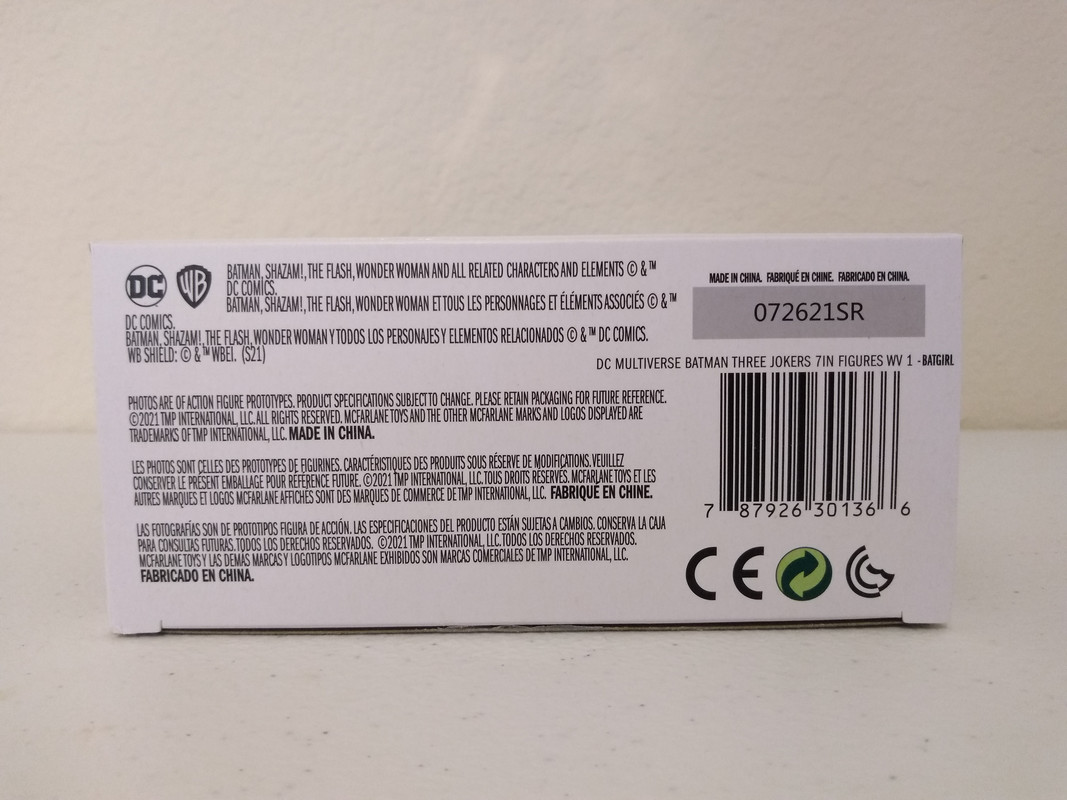 DC WB BATMAN, SHAZAM!, THE FLASH, WONDER WOMAN AND ALL RELATED CHARACTERS AND ELEMENTS © & ™
DC COMICS.
BATMAN, SHAZAM!, THE FLASH, WONDER WOMAN ET TOUS LES PERSONNAGES ET ÉLÉMENTS ASSOCIÉS © & ™
DC COMICS.
BATMAN, SHAZAM!, THE FLASH, WONDER WOMAN Y TODOS LOS PERSONAJES Y ELEMENTOS RELACIONADOS © & ™ DC COMICS.
WB SHIELD: © & ™ WBEI. (S21)
PHOTOS ARE OF ACTION FIGURE PROTOTYPES. PRODUCT SPECIFICATIONS SUBJECT TO CHANGE. PLEASE RETAIN PACKAGING FOR FUTURE REFERENCE.
©2021 TMP INTERNATIONAL, LLC. ALL RIGHTS RESERVED. MCFARLANE TOYS AND THE OTHER MCFARLANE MARKS AND LOGOS DISPLAYED ARE
TRADEMARKS OF TMP INTERNATIONAL, LLC. MADE IN CHINA.
LES PHOTOS SONT CELLES DES PROTOTYPES DE FIGURINES. CARACTÉRISTIQUES DES PRODUITS SOUS RÉSERVE DE MODIFICATIONS. VEUILLEZ
CONSERVER LE PRÉSENT EMBALLAGE POUR RÉFÉRENCE FUTURE. ©2021 TMP INTERNATIONAL, LLC. TOUS DROITS RÉSERVÉS. MCFARLANE TOYS ET LES
AUTRES MARQUES ET LOGOS MCFARLANE AFFICHÉS SONT DES MARQUES DE COMMERCE DE TMP INTERNATIONAL, LLC. FABRIQUÉ EN CHINE.
LAS FOTOGRAFÍAS SON DE PROTOTIPOS FIGURA DE ACCIÓN. LAS ESPECIFICACIONES DEL PRODUCTO ESTÁN SUJETAS A CAMBIOS. CONSERVA LA CAJA
PARA CONSULTAS FUTURAS. TODOS LOS DERECHOS RESERVADOS. ©2021 TMP INTERNATIONAL, LLC. TODOS LOS DERECHOS RESERVADOS.
MCFARLANE TOYS Y LAS DEMÁS MARCAS Y LOGOTIPOS MCFARLANE EXHIBIDOS SON MARCAS COMERCIALES DE TMP INTERNATIONAL, LLC.
FABRICADO EN CHINA.
MADE IN CHINA. FABRIQUÉ EN CHINE. FABRICADO EN CHINA.
072621SR
DC MULTIVERSE BATMAN THREE JOKERS 7IN FIGURES WV 1 -BATGIRL
7 87926 30136 6
CE